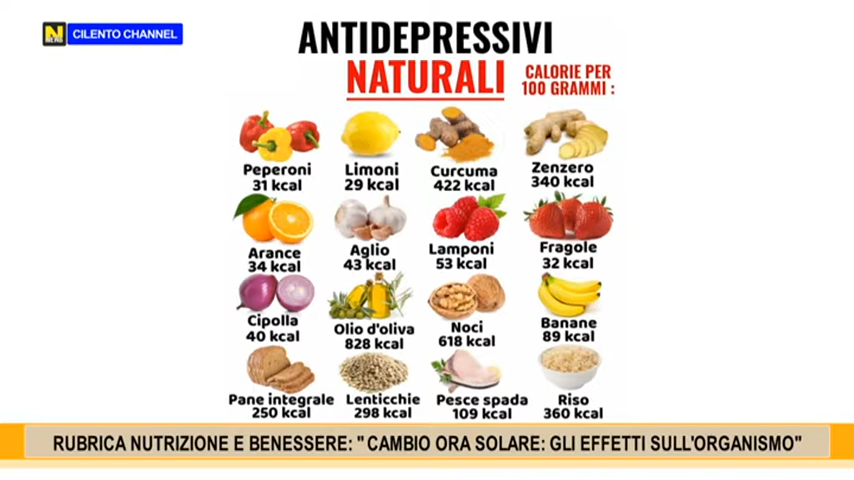 CILENTO CHANNEL
ANTIDEPRESSIVI
NATURALI
CALORIE PER
100 GRAMMI :
Peperoni
31 kcal
Limoni
29 kcal
Curcuma
422 kcal
Zenzero
340 kcal
Arance
34 kcal
Aglio
43 kcal
Lamponi
53 kcal
Fragole
32 kcal
Cipolla
40 kcal
Olio d'oliva
828 kcal
Noci
618 kcal
Banane
89 kcal
Pane integrale
250 kcal
Lenticchie
298 kcal
Pesce spada
109 kcal
Riso
360 kcal
RUBRICA NUTRIZIONE E BENESSERE: " CAMBIO ORA SOLARE: GLI EFFETTI SULL'ORGANISMO"